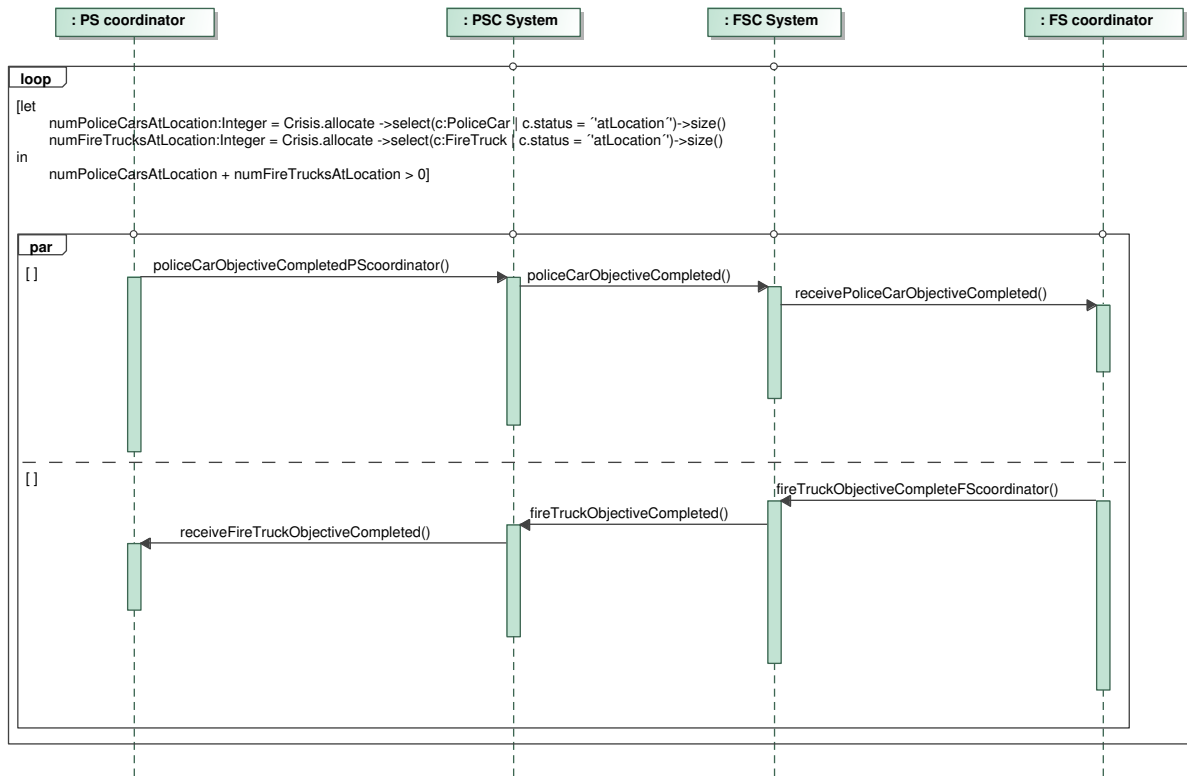 : PS coordinator
: PSC System
: FSC System
: FS coordinator
loop
[let
numPoliceCarsAtLocation:Integer = Crisis.allocate ->select(c:PoliceCar | c.status = ´'atLocation´')->size()
numFireTrucksAtLocation:Integer = Crisis.allocate ->select(c:FireTruck | c.status = ´'atLocation´')->size()
in
numPoliceCarsAtLocation + numFireTrucksAtLocation > 0]
par
[ ]
policeCarObjectiveCompletedPScoordinator()
policeCarObjectiveCompleted()
receivePoliceCarObjectiveCompleted()
[ ]
fireTruckObjectiveCompleteFScoordinator()
fireTruckObjectiveCompleted()
receiveFireTruckObjectiveCompleted()